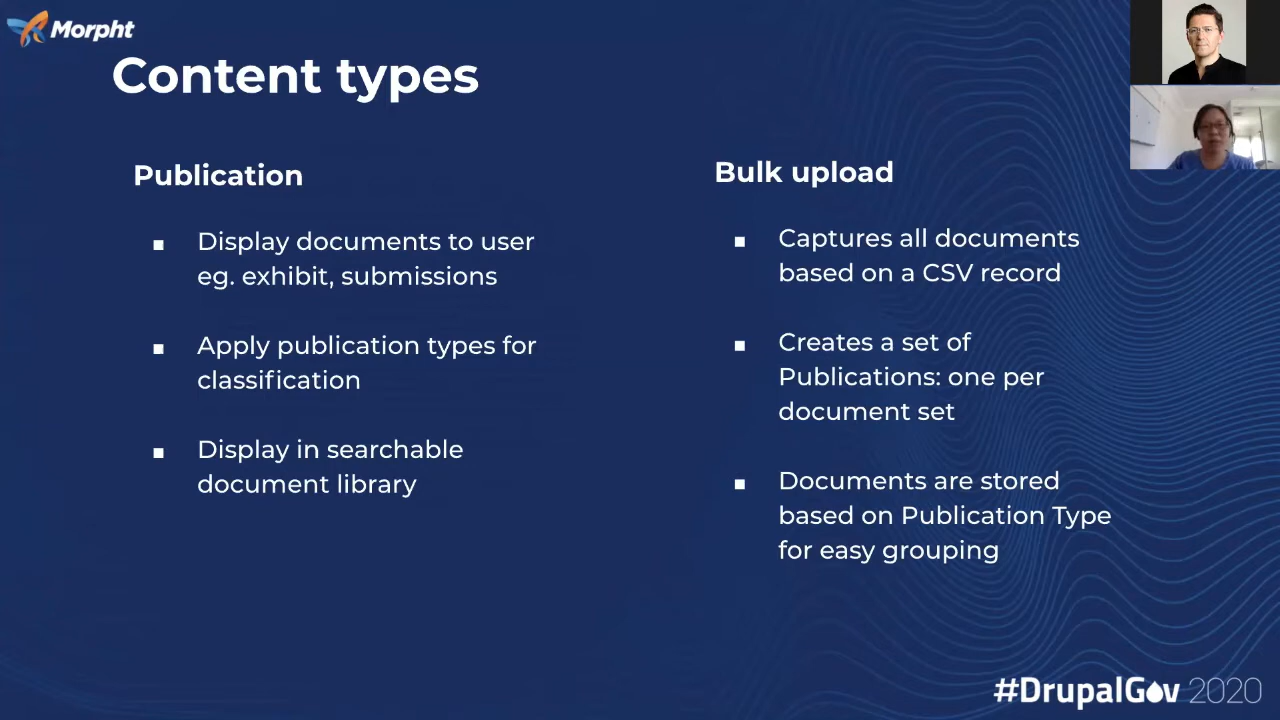 Morpht
Content types
Publication
▪ Display documents to user
eg. exhibit, submissions
▪ Apply publication types for
classification
▪ Display in searchable
document library
Bulk upload
▪ Captures all documents
based on a CSV record
▪ Creates a set of
Publications: one per
document set
▪ Documents are stored
based on Publication Type
for easy grouping
#DrupalGov 2020